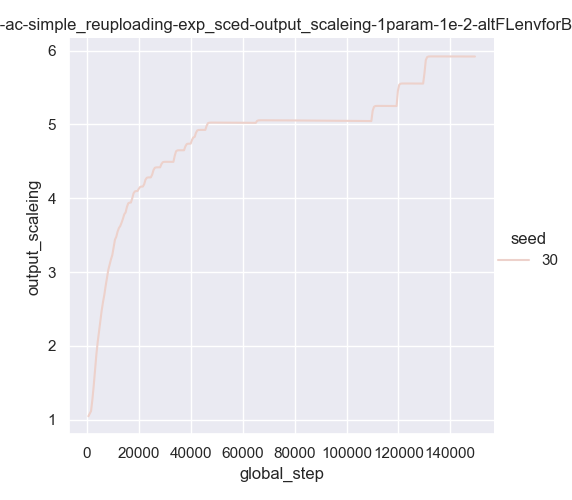 -ac-simple_reuploading-exp_sced-output_scaleing-1param-1e-2-altFLenvforB
6
5
4
3
2
1
output_scaleing
0 20000 40000 60000 80000 100000 120000 140000
global_step
seed
30